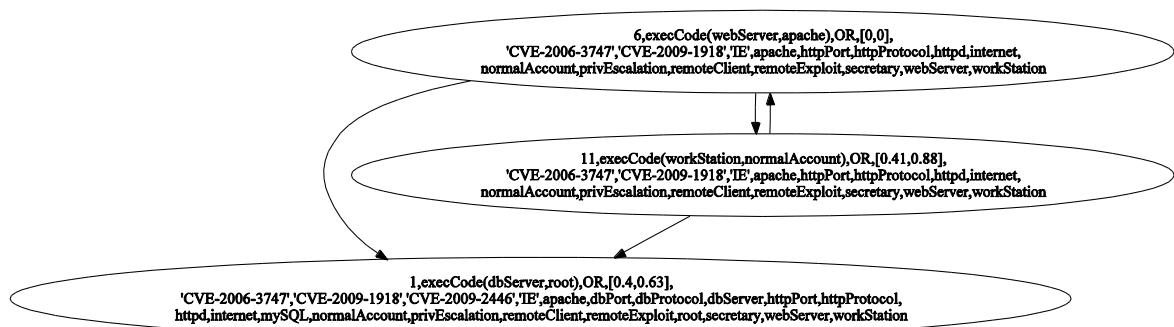 6,execCode(webServer,apache),OR,[0,0],
'CVE-2006-3747','CVE-2009-1918','IE',apache,httpPort,httpProtocol,httpd,internet,
normalAccount,privEscalation,remoteClient,remoteExploit,secretary,webServer,workStation
11,execCode(workStation,normalAccount),OR,[0.41,0.88],
'CVE-2006-3747','CVE-2009-1918','IE',apache,httpPort,httpProtocol,httpd,internet,
normalAccount,privEscalation,remoteClient,remoteExploit,secretary,webServer,workStation
1,execCode(dbServer,root),OR,[0.4,0.63],
'CVE-2006-3747','CVE-2009-1918','CVE-2009-2446','IE',apache,dbPort,dbProtocol,dbServer,httpPort,httpProtocol,
httpd,internet,mySQL,normalAccount,privEscalation,remoteClient,remoteExploit,root,secretary,webServer,workStation